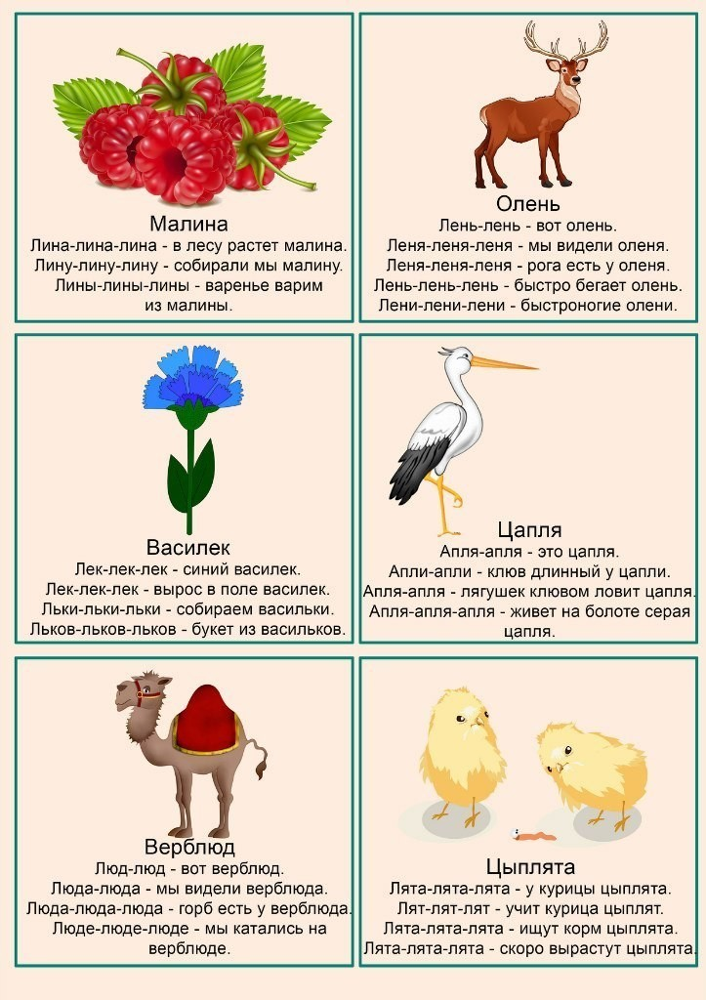 Малина
Лина-лина-лина - в лесу растет малина.
Лину-лину-лину - собирали мы малину.
Лины-лины-лины - варенье варим
из малины.
Олень
Лень-лень - вот олень.
Леня-леня-леня - мы видели оленя.
Леня-леня-леня - рога есть у оленя.
Лень-лень-лень - быстро бегает олень.
Лени-лени-лени - быстроногие олени.
Василек
Лек-лек-лек - синий василек.
Лек-лек-лек - вырос в поле василек.
Льки-льки-льки - собираем васильки.
Льков-льков-льков - букет из васильков.
Цапля
Апля-апля - это цапля.
Апли-апли - клюв длинный у цапли.
Апля-апля - лягушек клювом ловит цапля.
Апля-апля-апля - живет на болоте серая
цапля.
Верблюд
Люд-люд - вот верблюд.
Люда-люда - мы видели верблюда.
Люда-люда-люда - горб есть у верблюда.
Люде-люде-люде - мы катались на
верблюде.
Цыплята
Лята-лята-лята - у курицы цыплята.
Лят-лят-лят - учит курица цыплят.
Лята-лята-лята - ищут корм цыплята.
Лята-лята-лята - скоро вырастут цыплята.